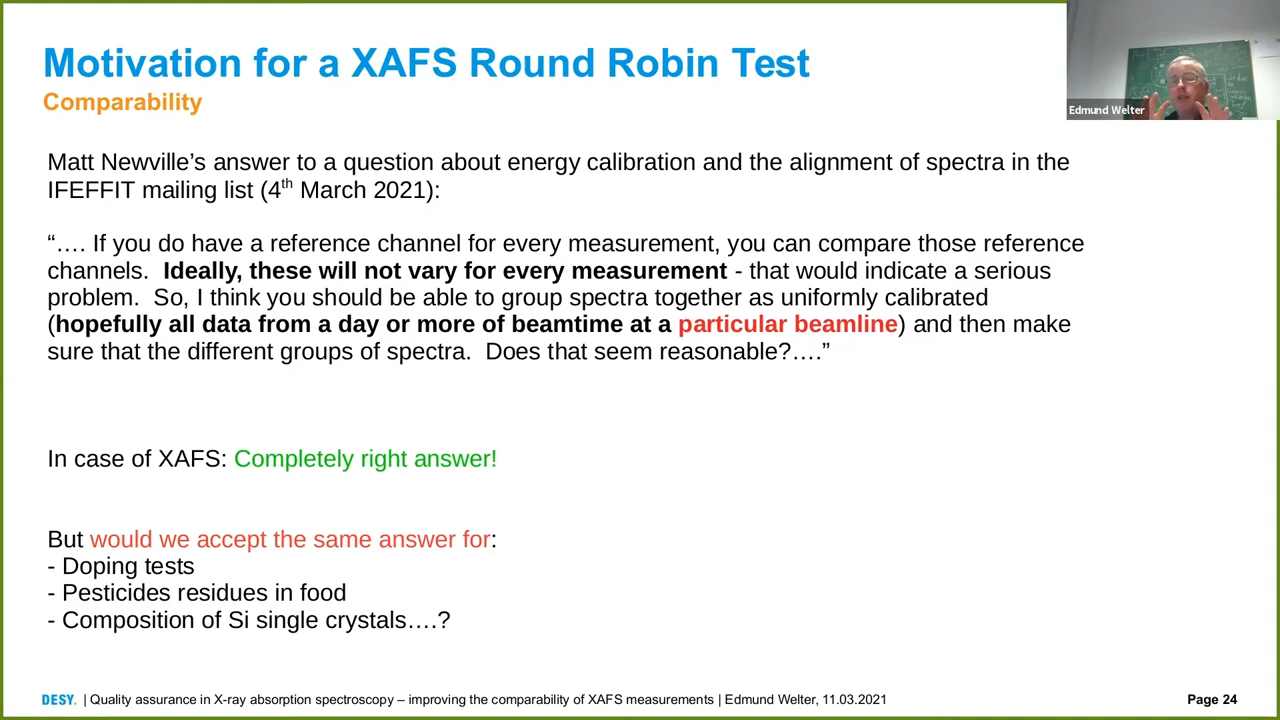 Motivation for a XAFS Round Robin Test
Comparability
Edmund Welter
Matt Newville’s answer to a question about energy calibration and the alignment of spectra in the
IFEFFIT mailing list (4th March 2021):
“…. If you do have a reference channel for every measurement, you can compare those reference
channels.  Ideally, these will not vary for every measurement - that would indicate a serious
problem.  So, I think you should be able to group spectra together as uniformly calibrated
(hopefully all data from a day or more of beamtime at a particular beamline) and then make
sure that the different groups of spectra.  Does that seem reasonable?….”
In case of XAFS: Completely right answer!
But would we accept the same answer for:
- Doping tests
- Pesticides residues in food
- Composition of Si single crystals….?
DESY. | Quality assurance in X-ray absorption spectroscopy – improving the comparability of XAFS measurements | Edmund Welter, 11.03.2021
Page 24